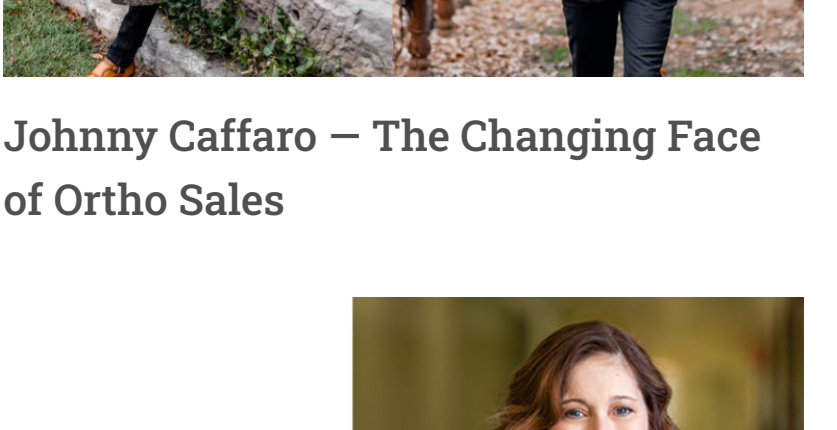 Johnny Caffaro — The Changing Face
of Ortho Sales